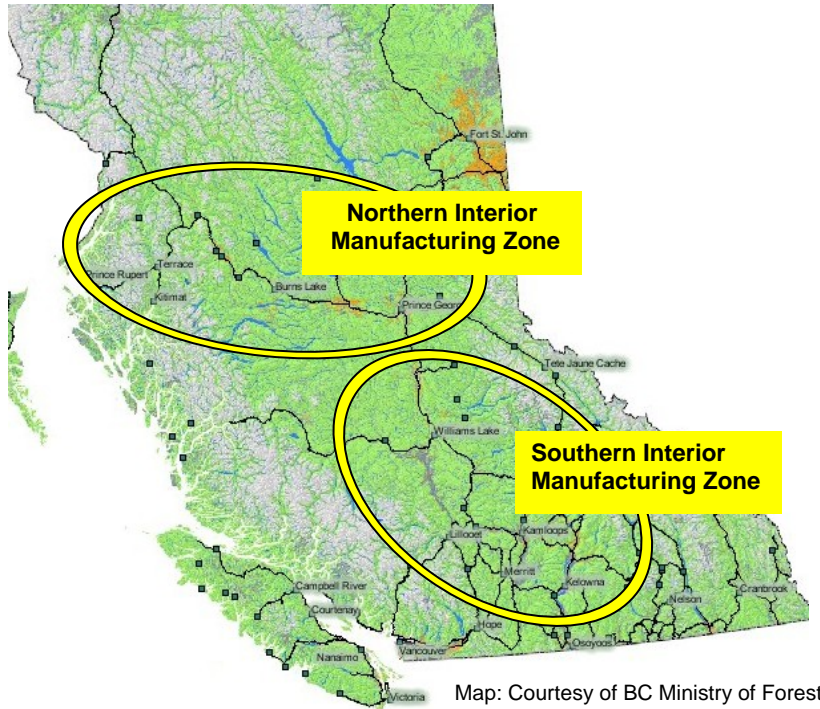 Fort St. John
Northern Interior
Manufacturing Zone
Terrace
Prince Rupert
Kitimat
Burns Lake
Prince Georg
Tete Jaune Cache
Williams Lake
Southern Interior
Manufacturing Zone
Lillooet
Kamloops
Merritt
Kelowna
Campbell River
Courtenay
Cranbrook
Nelson
Hope
Osoyoos
Vancouver
Nanaimo
Victoria
Map: Courtesy of BC Ministry of Forest